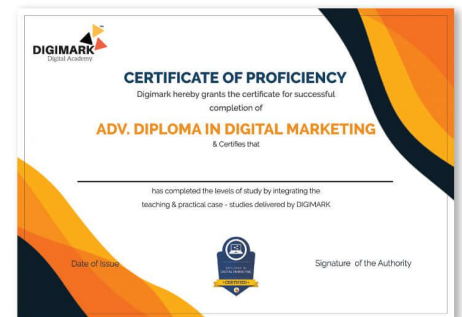 DIGIMARK
Digital Academy
CERTIFICATE OF PROFICIENCY
Digimark hereby grants the certificate for successful
completion of
ADV. DIPLOMA IN DIGITAL MARKETING
& Certifies that
has completed the levels of study by integrating the
teaching & practical case - studies delivered by DIGIMARK
DIGITAL MARKETING
CERTIFIED
Date of Issue
Signature of the Authority